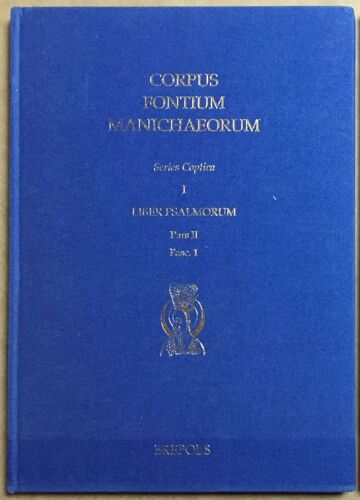 CORPUS
FONTIUM
MANICHAEORUM
Series Coptica
I
LIBER PSALMORUM
Pars II
Fasc. 1
BREPOLS